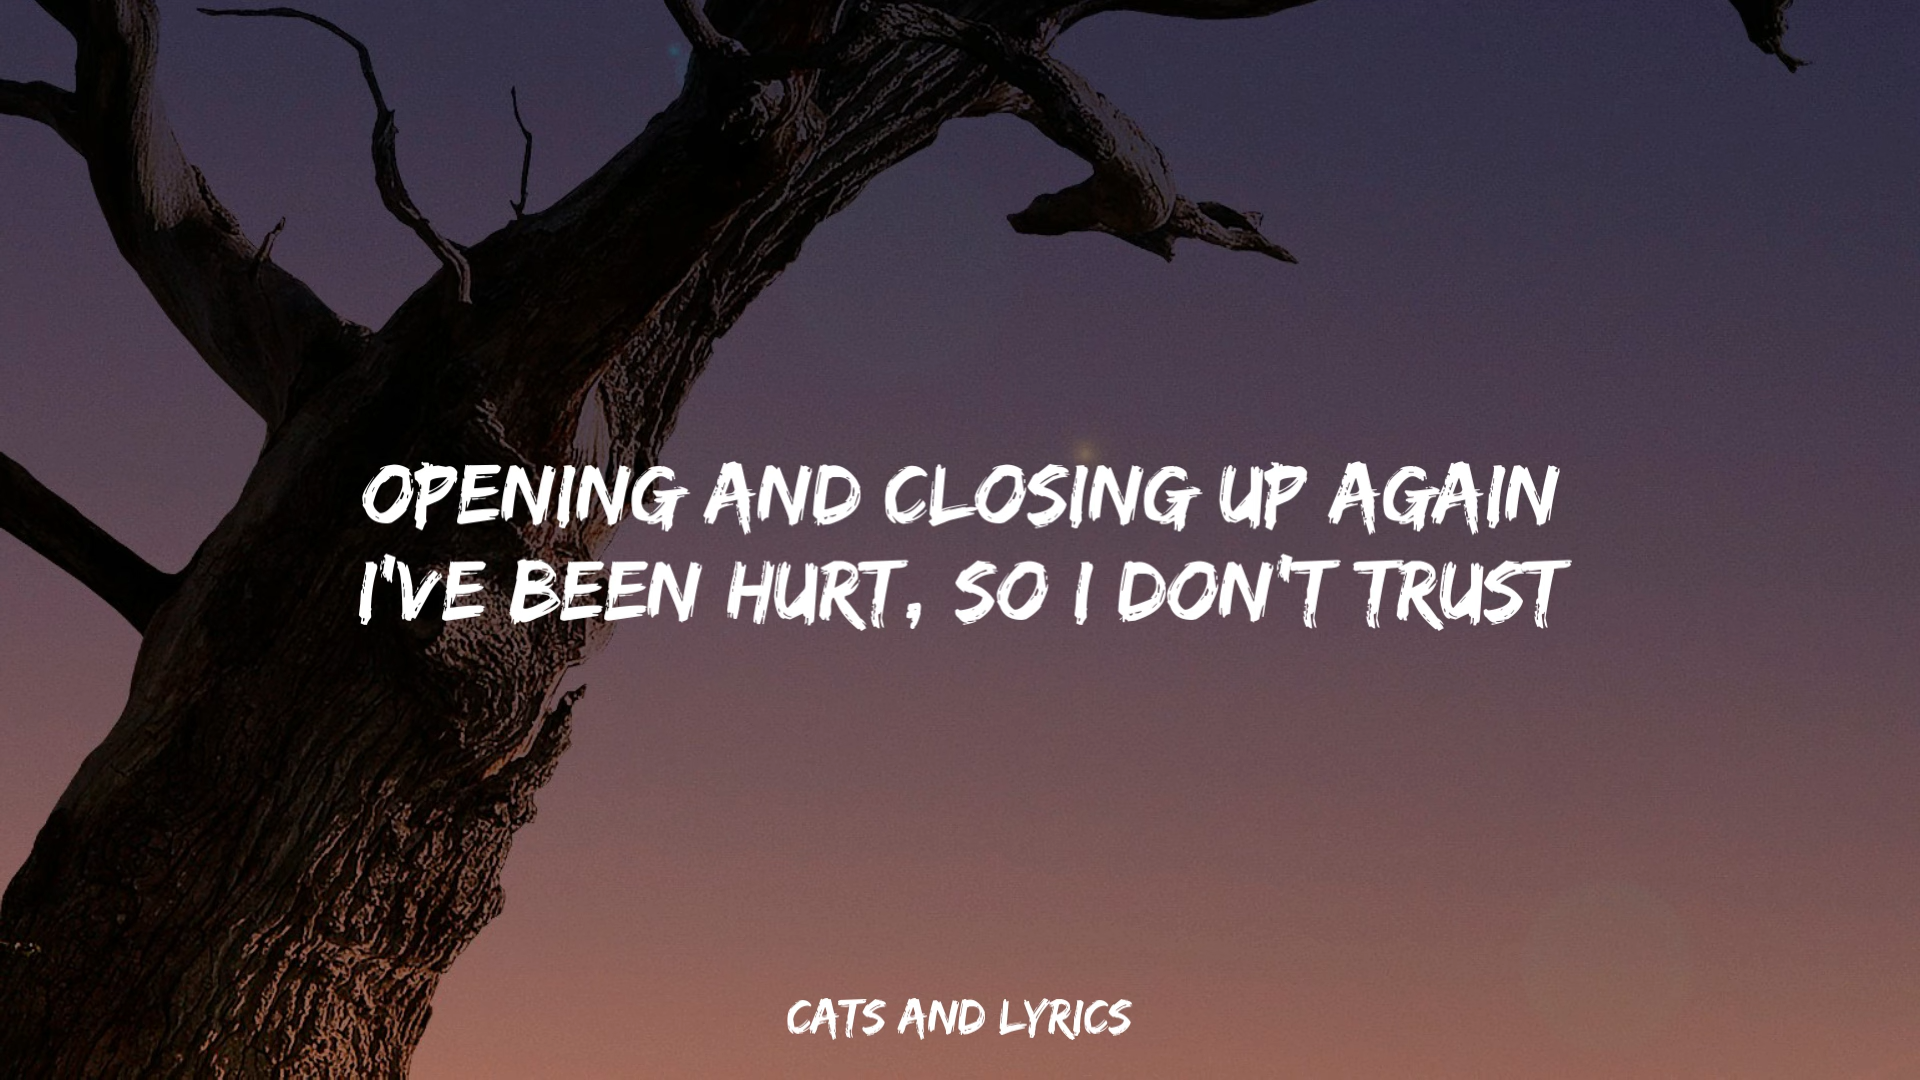 OPENING AND CLOSING UP AGAIN
I'VE BEEN HURT, SO I DON'T TRUST
CATS AND LYRICS